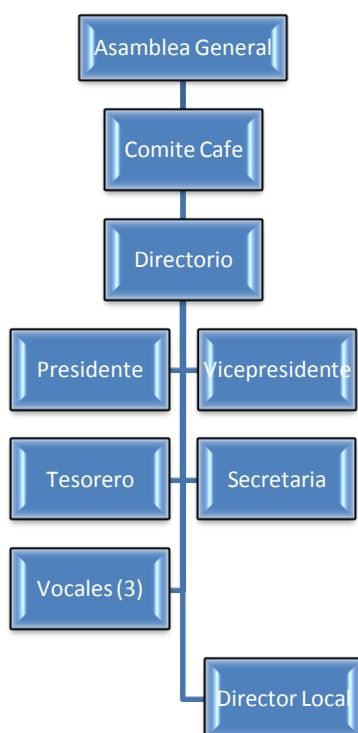 Asamblea General
Comite Cafe
Directorio
Presidente
Vicepresidente
Tesorero
Secretaria
Vocales (3)
Director Local